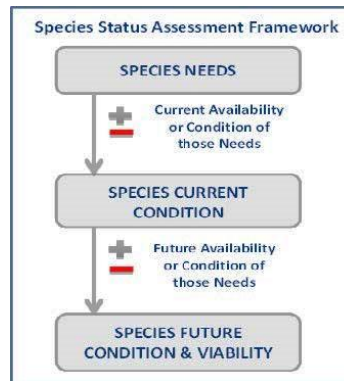 Species Status Assessment Framework
SPECIES NEEDS
Current Availability
or Condition of
those Needs
SPECIES CURRENT
CONDITION
Future Availability
or Condition of
those Needs
SPECIES FUTURE
CONDITION & VIABILITY